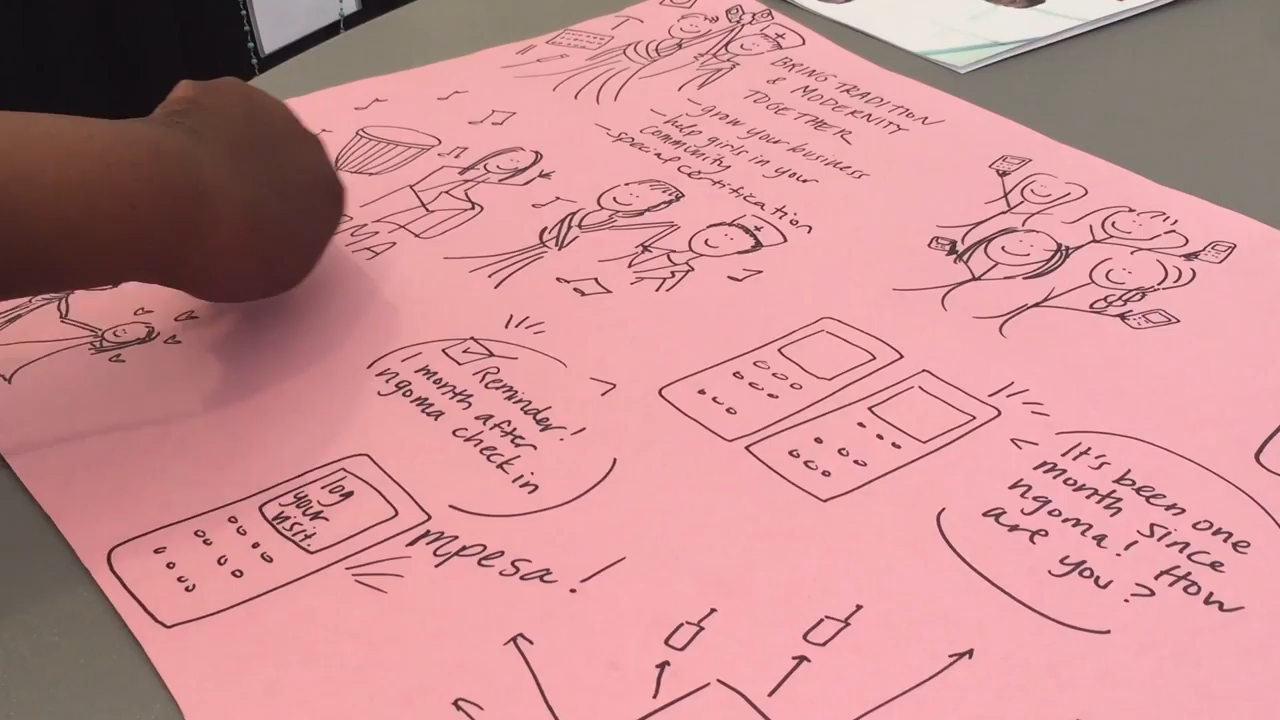 BRING TRADITION
& MODERNITY
TOGETHER
-grow your business
-help girls in your
community
-special certification
MA
Reminder!
1 month after
ngoma check in
log
your
visit.
mpesa!
It's been one
month since
ngoma! How
are you?